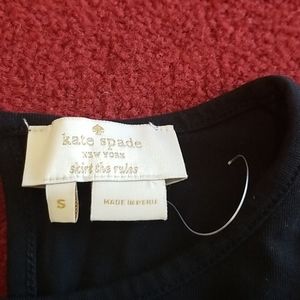 kate spade
NEW YORK
skirt the rules
S
MADE IN PERU